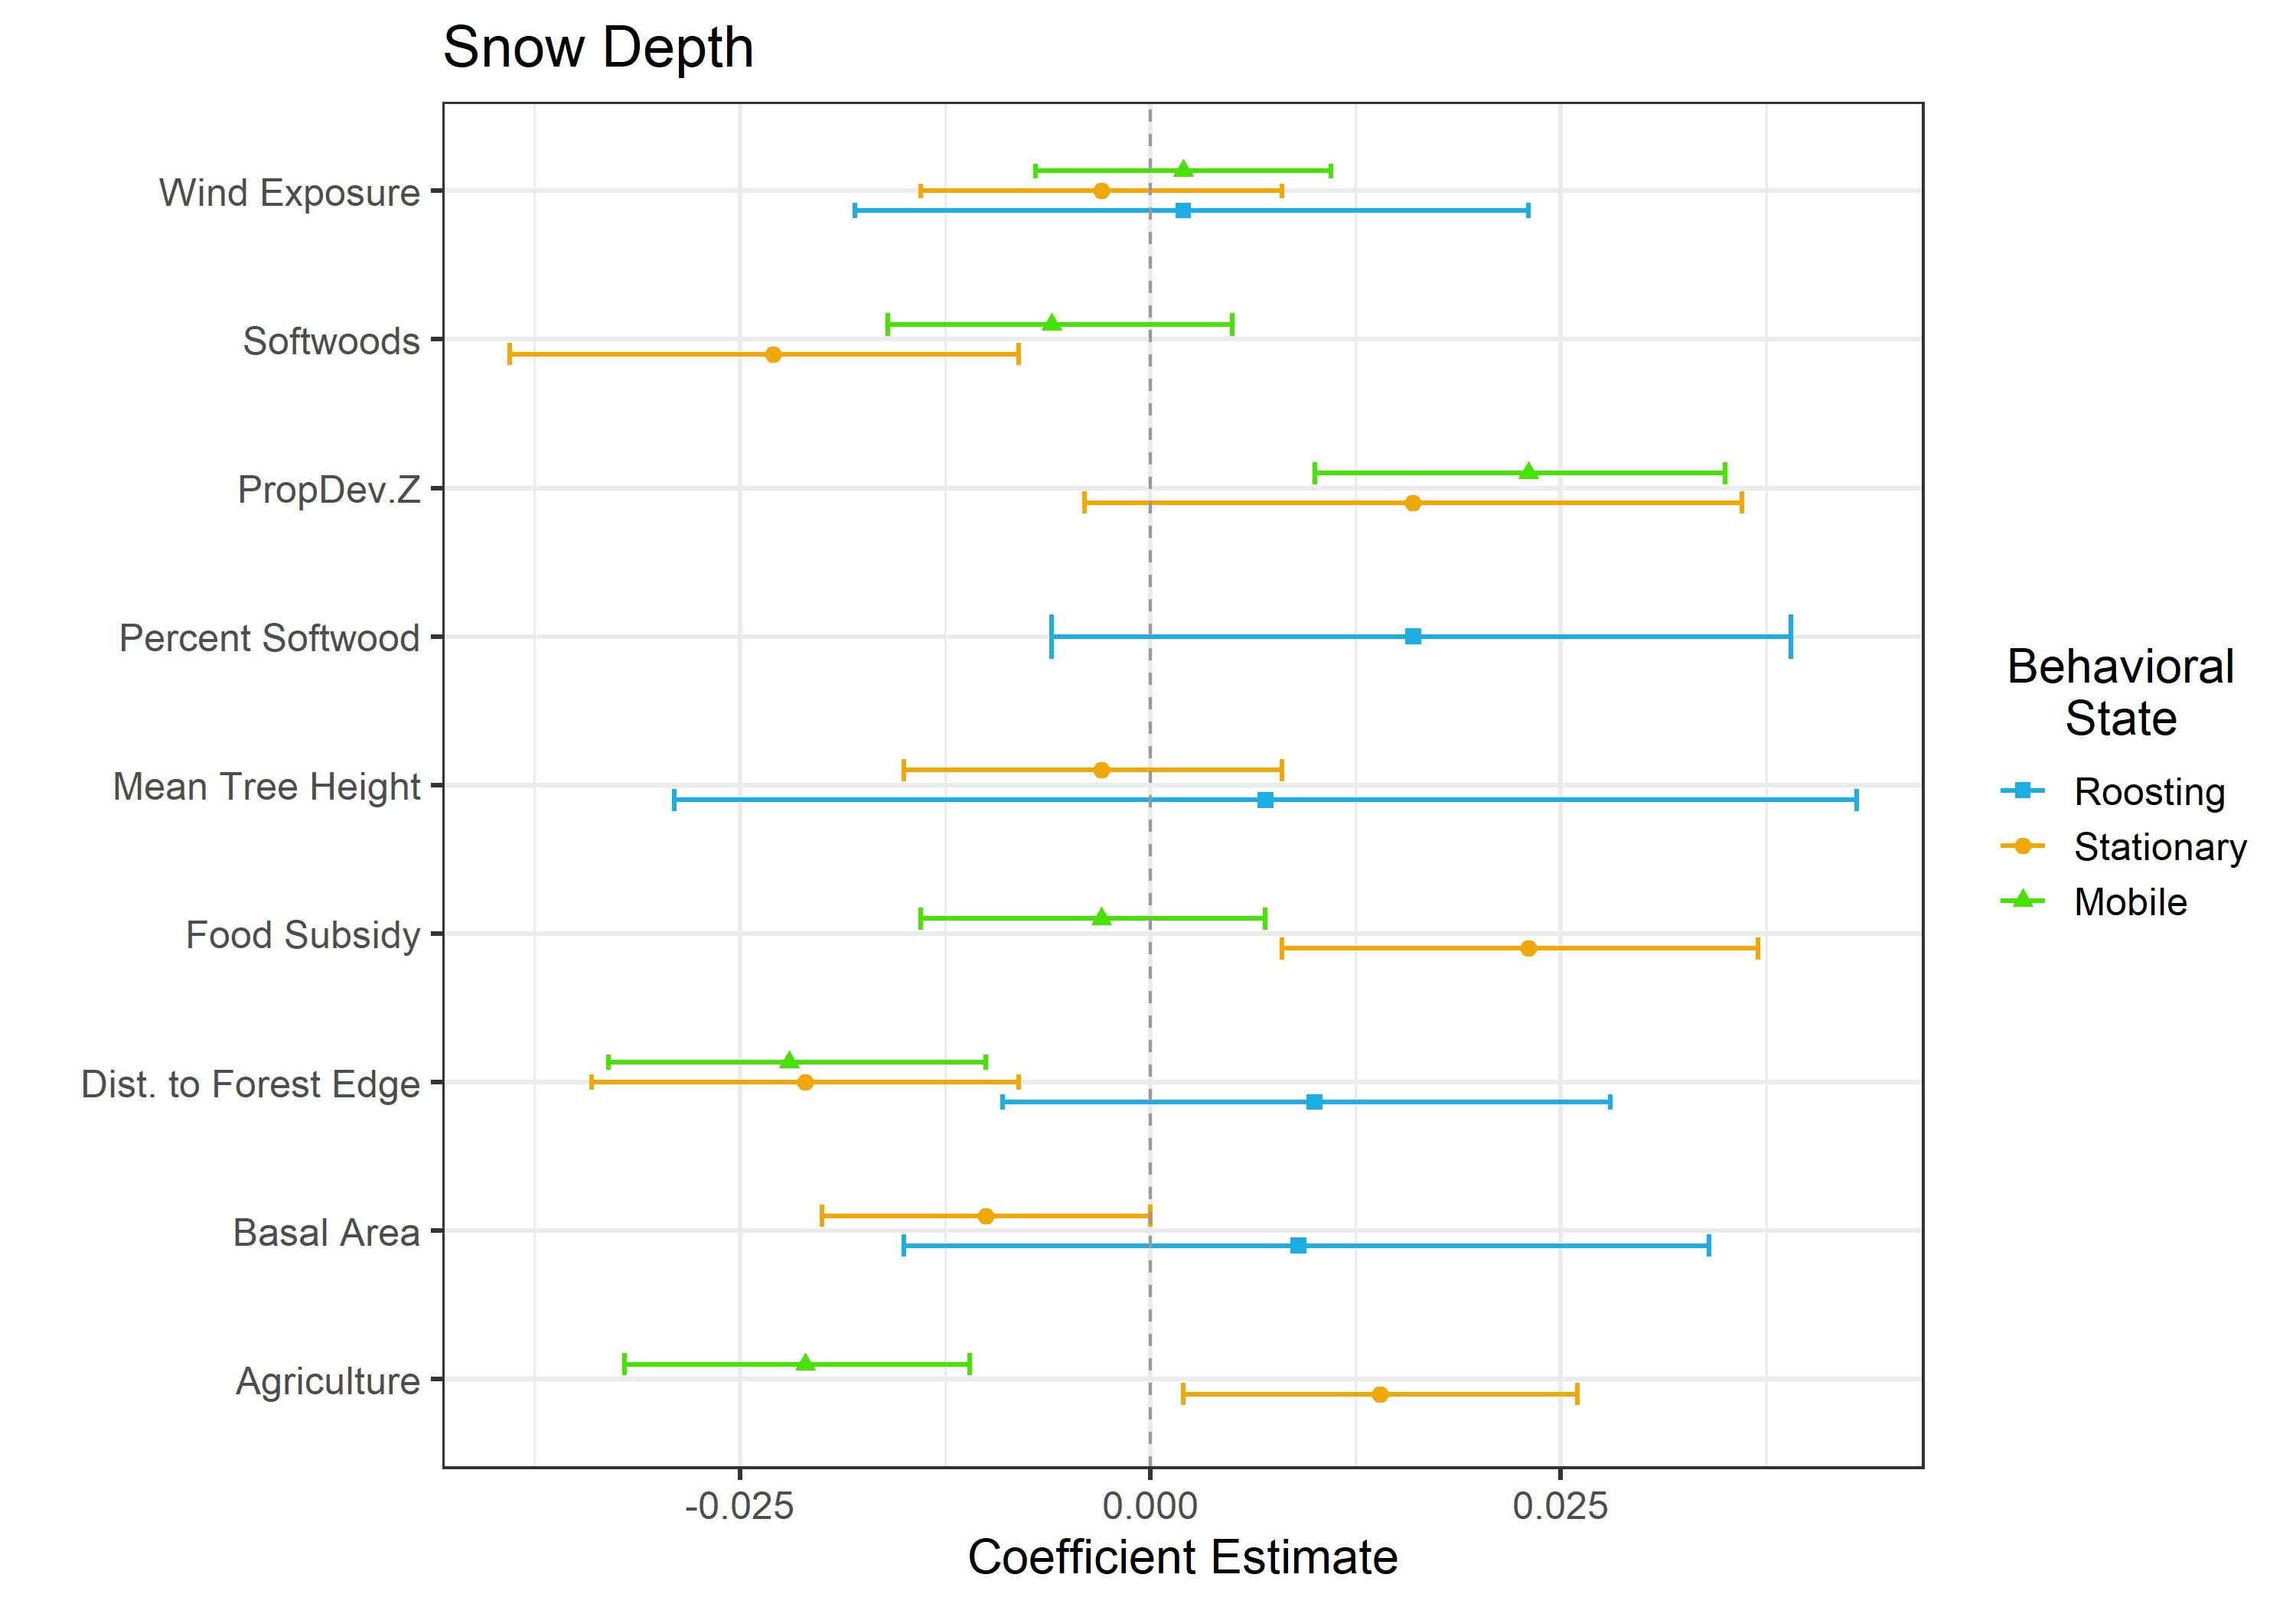 Snow Depth
Wind Exposure
Softwoods
PropDev.Z
Percent Softwood
Mean Tree Height
Food Subsidy
Dist. to Forest Edge
Basal Area
Agriculture
-0.025
0.000
0.025
Coefficient Estimate
Behavioral
State
Roosting
Stationary
Mobile